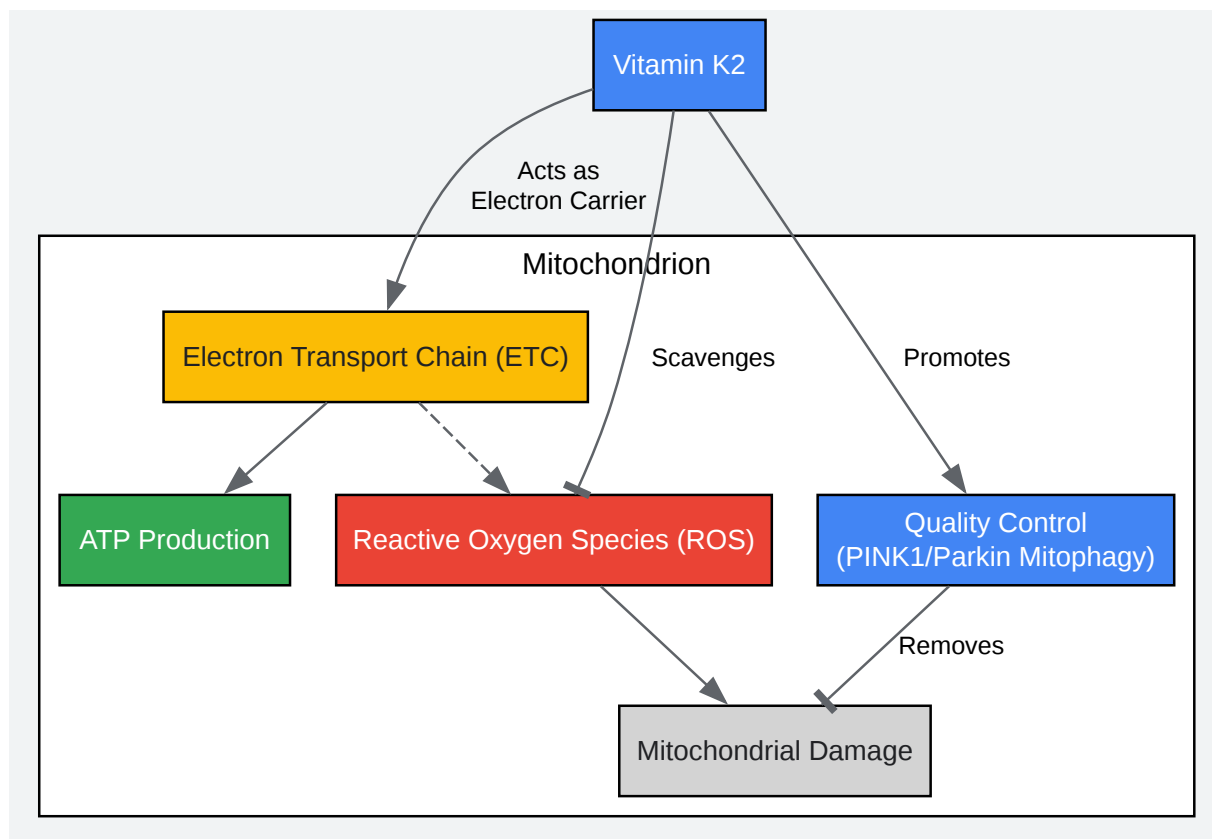 Vitamin K2
Acts as
Electron Carrier
Mitochondrion
Electron Transport Chain (ETC)
Scavenges
Promotes
ATP Production
Reactive Oxygen Species (ROS)
Quality Control
(PINK1/Parkin Mitophagy)
Removes
Mitochondrial Damage